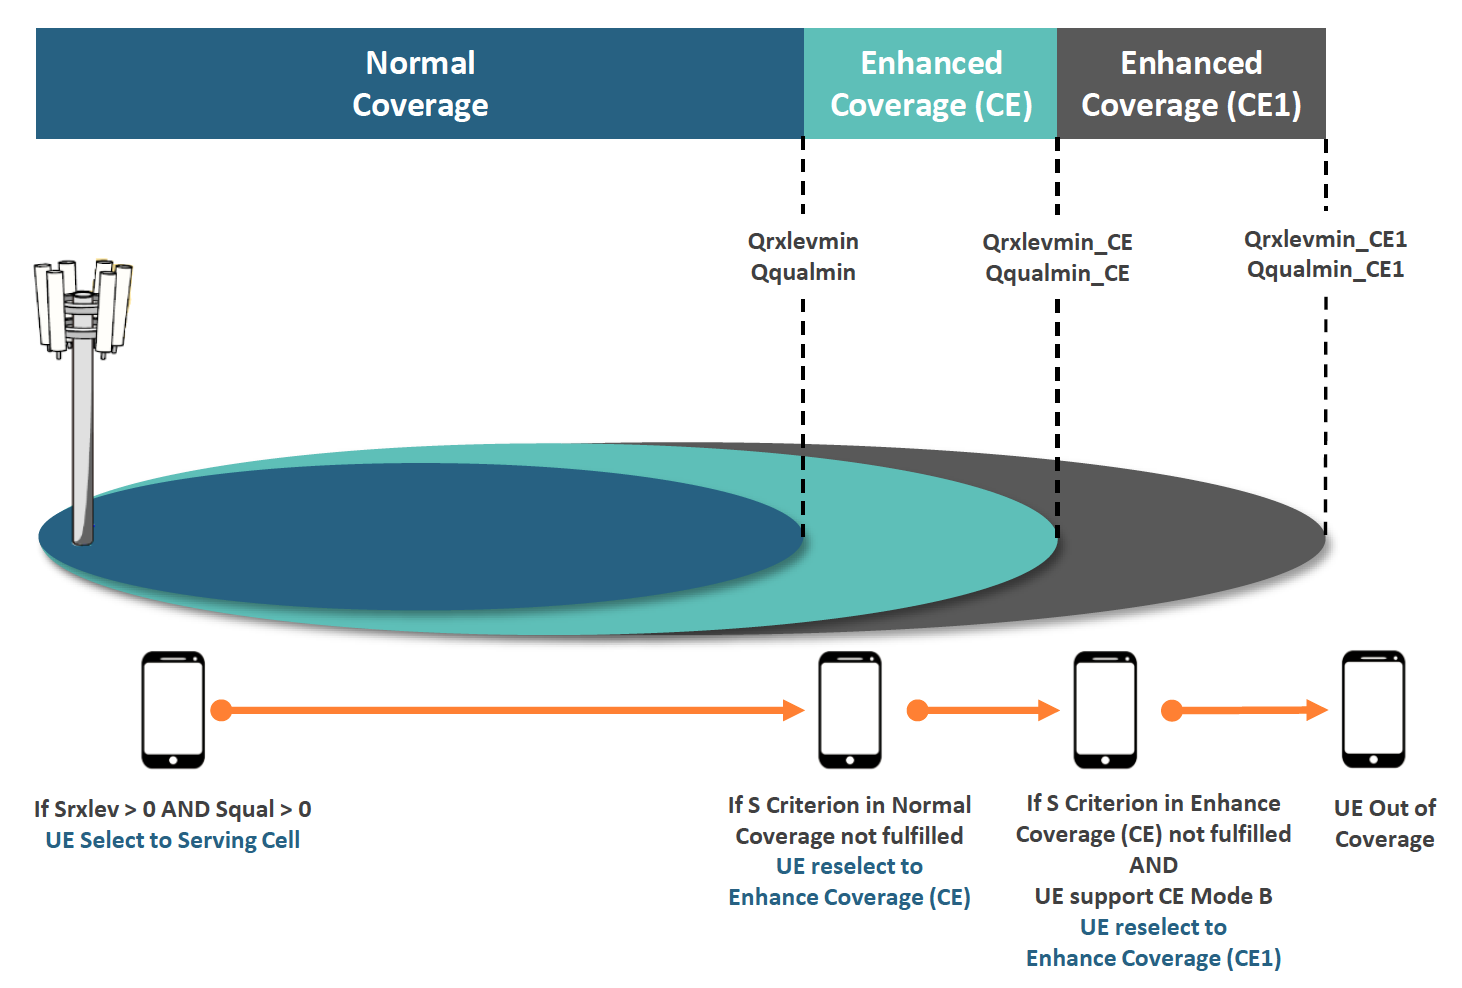 Normal
Coverage
Enhanced
Coverage (CE)
Enhanced
Coverage (CE1)
Qrxlevmin
Qqualmin
Qrxlevmin_CE
Qqualmin_CE
Qrxlevmin_CE1
Qqualmin_CE1
If Srxlev > 0 AND Squal > 0
UE Select to Serving Cell
If S Criterion in Normal
Coverage not fulfilled
UE reselect to
Enhance Coverage (CE)
If S Criterion in Enhance
Coverage (CE) not fulfilled
AND
UE support CE Mode B
UE reselect to
Enhance Coverage (CE1)
UE Out of
Coverage